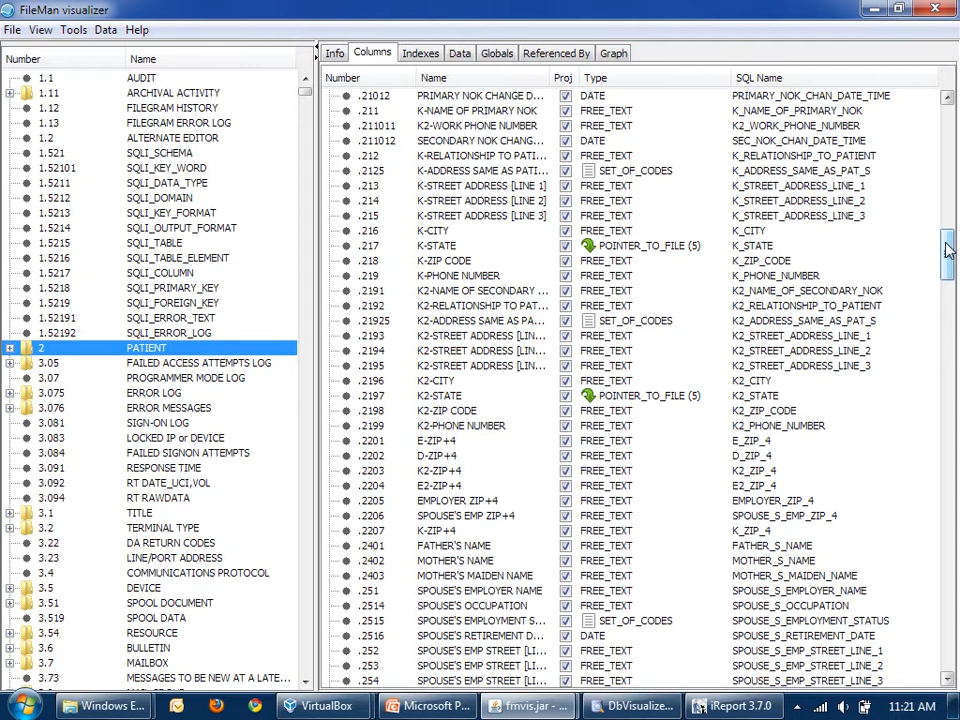 FileMan visualizer
File View Tools Data Help
Number Name
1.1 AUDIT
1.11 ARCHIVAL ACTIVITY
1.12 FILEGRAM HISTORY
1.13 FILEGRAM ERROR LOG
1.2 ALTERNATE EDITOR
1.521 SQLI_SCHEMA
1.52101 SQLI_KEY_WORD
1.5211 SQLI_DATA_TYPE
1.5212 SQLI_DOMAIN
1.5213 SQLI_KEY_FORMAT
1.5214 SQLI_OUTPUT_FORMAT
1.5215 SQLI_TABLE
1.5216 SQLI_TABLE_ELEMENT
1.5217 SQLI_COLUMN
1.5218 SQLI_PRIMARY_KEY
1.5219 SQLI_FOREIGN_KEY
1.52191 SQLI_ERROR_TEXT
1.52192 SQLI_ERROR_LOG
2 PATIENT
3.05 FAILED ACCESS ATTEMPTS LOG
3.07 PROGRAMMER MODE LOG
3.075 ERROR LOG
3.076 ERROR MESSAGES
3.081 SIGN-ON LOG
3.083 LOCKED IP or DEVICE
3.084 FAILED SIGNON ATTEMPTS
3.091 RESPONSE TIME
3.092 RT DATE_UCI,VOL
3.094 RT RAWDATA
3.1 TITLE
3.2 TERMINAL TYPE
3.22 DA RETURN CODES
3.23 LINE/PORT ADDRESS
3.4 COMMUNICATIONS PROTOCOL
3.5 DEVICE
3.51 SPOOL DOCUMENT
3.519 SPOOL DATA
3.54 RESOURCE
3.6 BULLETIN
3.7 MAILBOX
3.73 MESSAGES TO BE NEW AT A LATE...
Info Columns Indexes Data Globals Referenced By Graph
Number Name Proj Type SQL Name
.21012 PRIMARY NOK CHANGE D... DATE PRIMARY_NOK_CHAN_DATE_TIME
.211 K-NAME OF PRIMARY NOK FREE_TEXT K_NAME_OF_PRIMARY_NOK
.211011 K2-WORK PHONE NUMBER FREE_TEXT K2_WORK_PHONE_NUMBER
.211012 SECONDARY NOK CHANG... DATE SEC_NOK_CHAN_DATE_TIME
.212 K-RELATIONSHIP TO PATI... FREE_TEXT K_RELATIONSHIP_TO_PATIENT
.2125 K-ADDRESS SAME AS PATI... SET_OF_CODES K_ADDRESS_SAME_AS_PAT_S
.213 K-STREET ADDRESS [LINE 1] FREE_TEXT K_STREET_ADDRESS_LINE_1
.214 K-STREET ADDRESS [LINE 2] FREE_TEXT K_STREET_ADDRESS_LINE_2
.215 K-STREET ADDRESS [LINE 3] FREE_TEXT K_STREET_ADDRESS_LINE_3
.216 K-CITY FREE_TEXT K_CITY
.217 K-STATE POINTER_TO_FILE (5) K_STATE
.218 K-ZIP CODE FREE_TEXT K_ZIP_CODE
.219 K-PHONE NUMBER FREE_TEXT K_PHONE_NUMBER
.2191 K2-NAME OF SECONDARY ... FREE_TEXT K2_NAME_OF_SECONDARY_NOK
.2192 K2-RELATIONSHIP TO PAT... FREE_TEXT K2_RELATIONSHIP_TO_PATIENT
.21925 K2-ADDRESS SAME AS PA... SET_OF_CODES K2_ADDRESS_SAME_AS_PAT_S
.2193 K2-STREET ADDRESS [LINE... FREE_TEXT K2_STREET_ADDRESS_LINE_1
.2194 K2-STREET ADDRESS [LINE... FREE_TEXT K2_STREET_ADDRESS_LINE_2
.2195 K2-STREET ADDRESS [LINE... FREE_TEXT K2_STREET_ADDRESS_LINE_3
.2196 K2-CITY FREE_TEXT K2_CITY
.2197 K2-STATE POINTER_TO_FILE (5) K2_STATE
.2198 K2-ZIP CODE FREE_TEXT K2_ZIP_CODE
.2199 K2-PHONE NUMBER FREE_TEXT K2_PHONE_NUMBER
.2201 E-ZIP+4 FREE_TEXT E_ZIP_4
.2202 D-ZIP+4 FREE_TEXT D_ZIP_4
.2203 K2-ZIP+4 FREE_TEXT K2_ZIP_4
.2204 E2-ZIP+4 FREE_TEXT E2_ZIP_4
.2205 EMPLOYER ZIP+4 FREE_TEXT EMPLOYER_ZIP_4
.2206 SPOUSE'S EMP ZIP+4 FREE_TEXT SPOUSE_S_EMP_ZIP_4
.2207 K-ZIP+4 FREE_TEXT K_ZIP_4
.2401 FATHER'S NAME FREE_TEXT FATHER_S_NAME
.2402 MOTHER'S NAME FREE_TEXT MOTHER_S_NAME
.2403 MOTHER'S MAIDEN NAME FREE_TEXT MOTHER_S_MAIDEN_NAME
.251 SPOUSE'S EMPLOYER NAME FREE_TEXT SPOUSE_S_EMPLOYER_NAME
.2514 SPOUSE'S OCCUPATION FREE_TEXT SPOUSE_S_OCCUPATION
.2515 SPOUSE'S EMPLOYMENT S... SET_OF_CODES SPOUSE_S_EMPLOYMENT_STATUS
.2516 SPOUSE'S RETIREMENT D... DATE SPOUSE_S_RETIREMENT_DATE
.252 SPOUSE'S EMP STREET [LI... FREE_TEXT SPOUSE_S_EMP_STREET_LINE_1
.253 SPOUSE'S EMP STREET [LI... FREE_TEXT SPOUSE_S_EMP_STREET_LINE_2
.254 SPOUSE'S EMP STREET [LI... FREE_TEXT SPOUSE_S_EMP_STREET_LINE_3
Windows E... VirtualBox Microsoft P... fmvis.jar - ... DbVisualize... iReport 3.7.0 11:21 AM